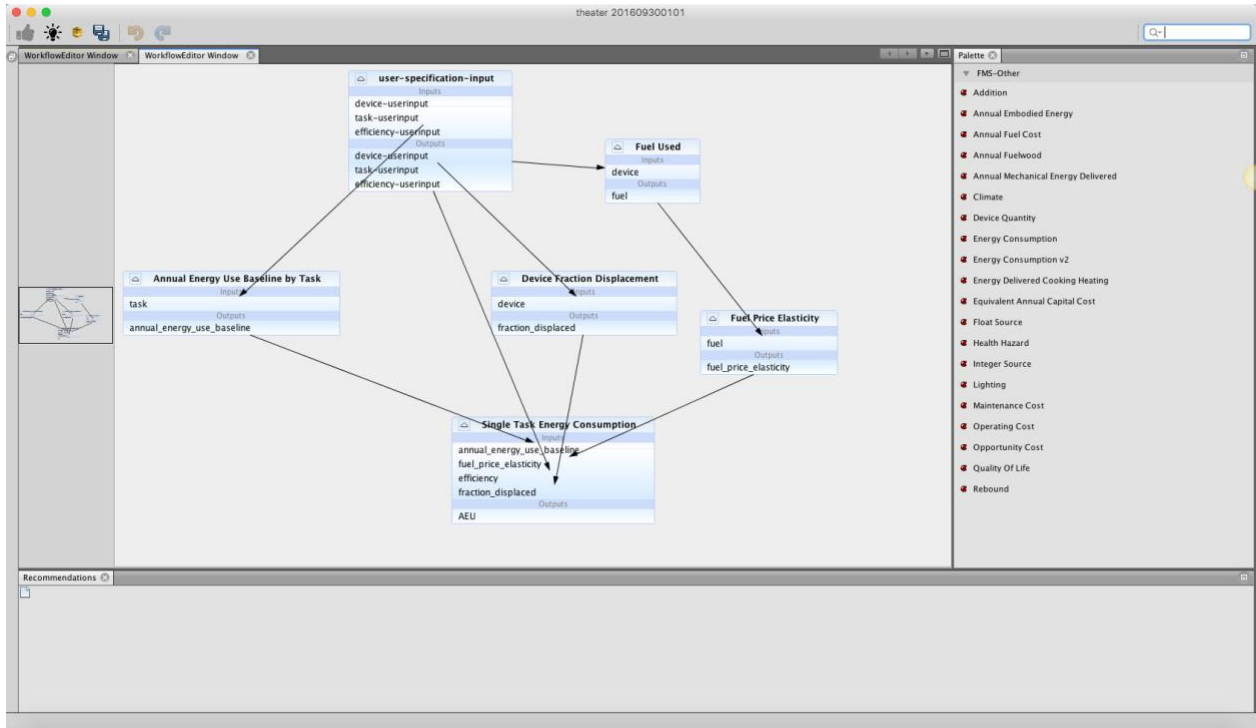 theater 201609300101
WorkflowEditor Window
WorkflowEditor Window
user-specification-input
Inputs
device-userinput
task-userinput
efficiency-userinput
Outputs
device-userinput
task-userinput
efficiency-userinput
Fuel Used
Inputs
device
Outputs
fuel
Annual Energy Use Baseline by Task
Inputs
task
Outputs
annual_energy_use_baseline
Device Fraction Displacement
Inputs
device
Outputs
fraction_displaced
Fuel Price Elasticity
Inputs
fuel
Outputs
fuel_price_elasticity
Single Task Energy Consumption
Inputs
annual_energy_use_baseline
fuel_price_elasticity
efficiency
fraction_displaced
Outputs
AEU
Palette
FMS-Other
Addition
Annual Embodied Energy
Annual Fuel Cost
Annual Fuelwood
Annual Mechanical Energy Delivered
Climate
Device Quantity
Energy Consumption
Energy Consumption v2
Energy Delivered Cooking Heating
Equivalent Annual Capital Cost
Float Source
Health Hazard
Integer Source
Lighting
Maintenance Cost
Operating Cost
Opportunity Cost
Quality Of Life
Rebound
Recommendations